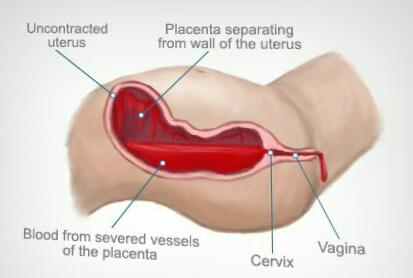 Uncontracted
uterus
Placenta separating
from wall of the uterus
Blood from severed vessels
of the placenta
Cervix
Vagina